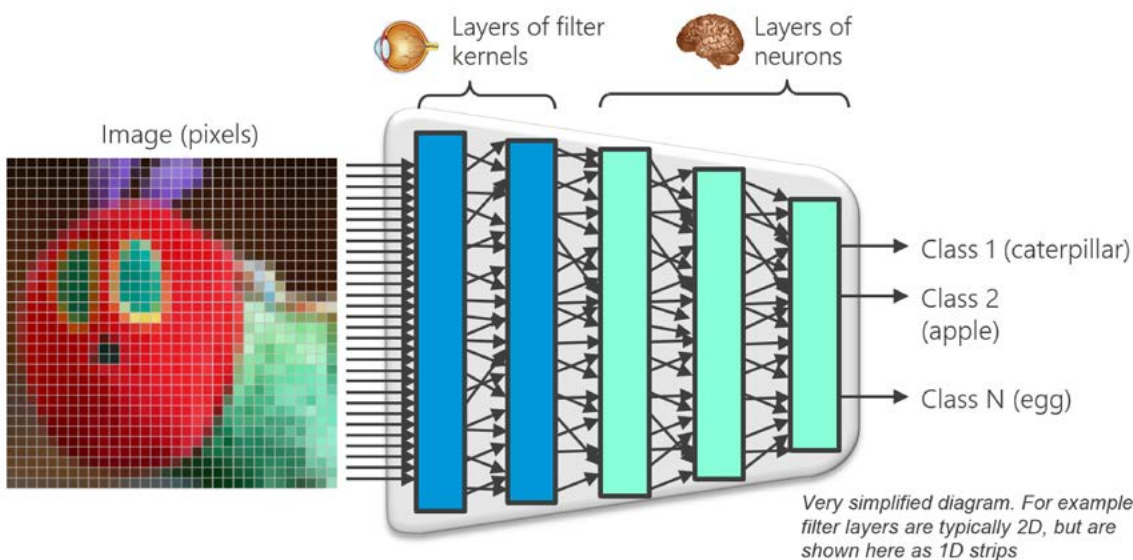 Layers of filter
kernels
Layers of
neurons
Image (pixels)
Class 1 (caterpillar)
Class 2
(apple)
Class N (egg)
Very simplified diagram. For example
filter layers are typically 2D, but are
shown here as 1D strips